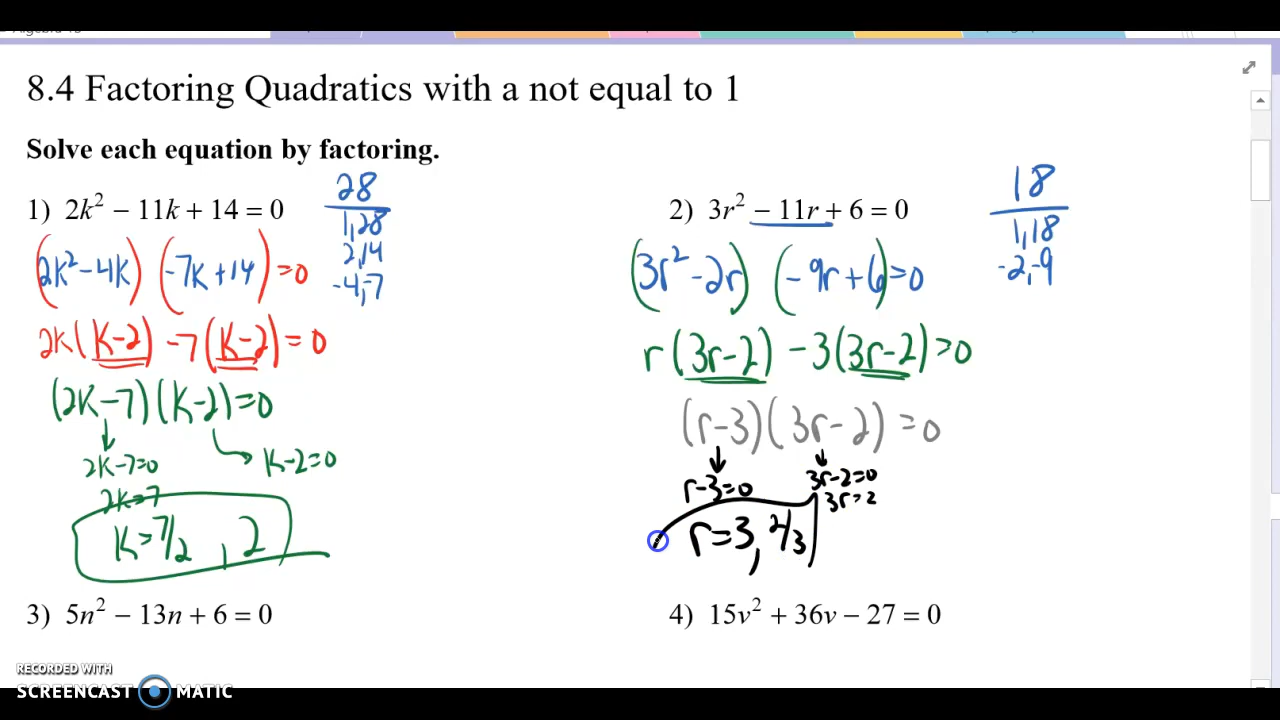 8.4 Factoring Quadratics with a not equal to 1
Solve each equation by factoring.
1) 2k² − 11k + 14 = 0
28
1,28
2,14
-4,-7
(2K²-4K) (-7K+14)=0
2K(K-2) -7(K-2)=0
(2K-7)(K-2)=0
2K-7=0
K-2=0
2K=7
K=7/2 , 2
2) 3r² − 11r + 6 = 0
18
1,18
-2,-9
(3r²-2r) (-9r+6)=0
r(3r-2) -3(3r-2)=0
(r-3)(3r-2)=0
r-3=0
3r-2=0
3r=2
r=3, 2/3
3) 5n² − 13n + 6 = 0
4) 15v² + 36v − 27 = 0
RECORDED WITH
SCREENCAST MATIC